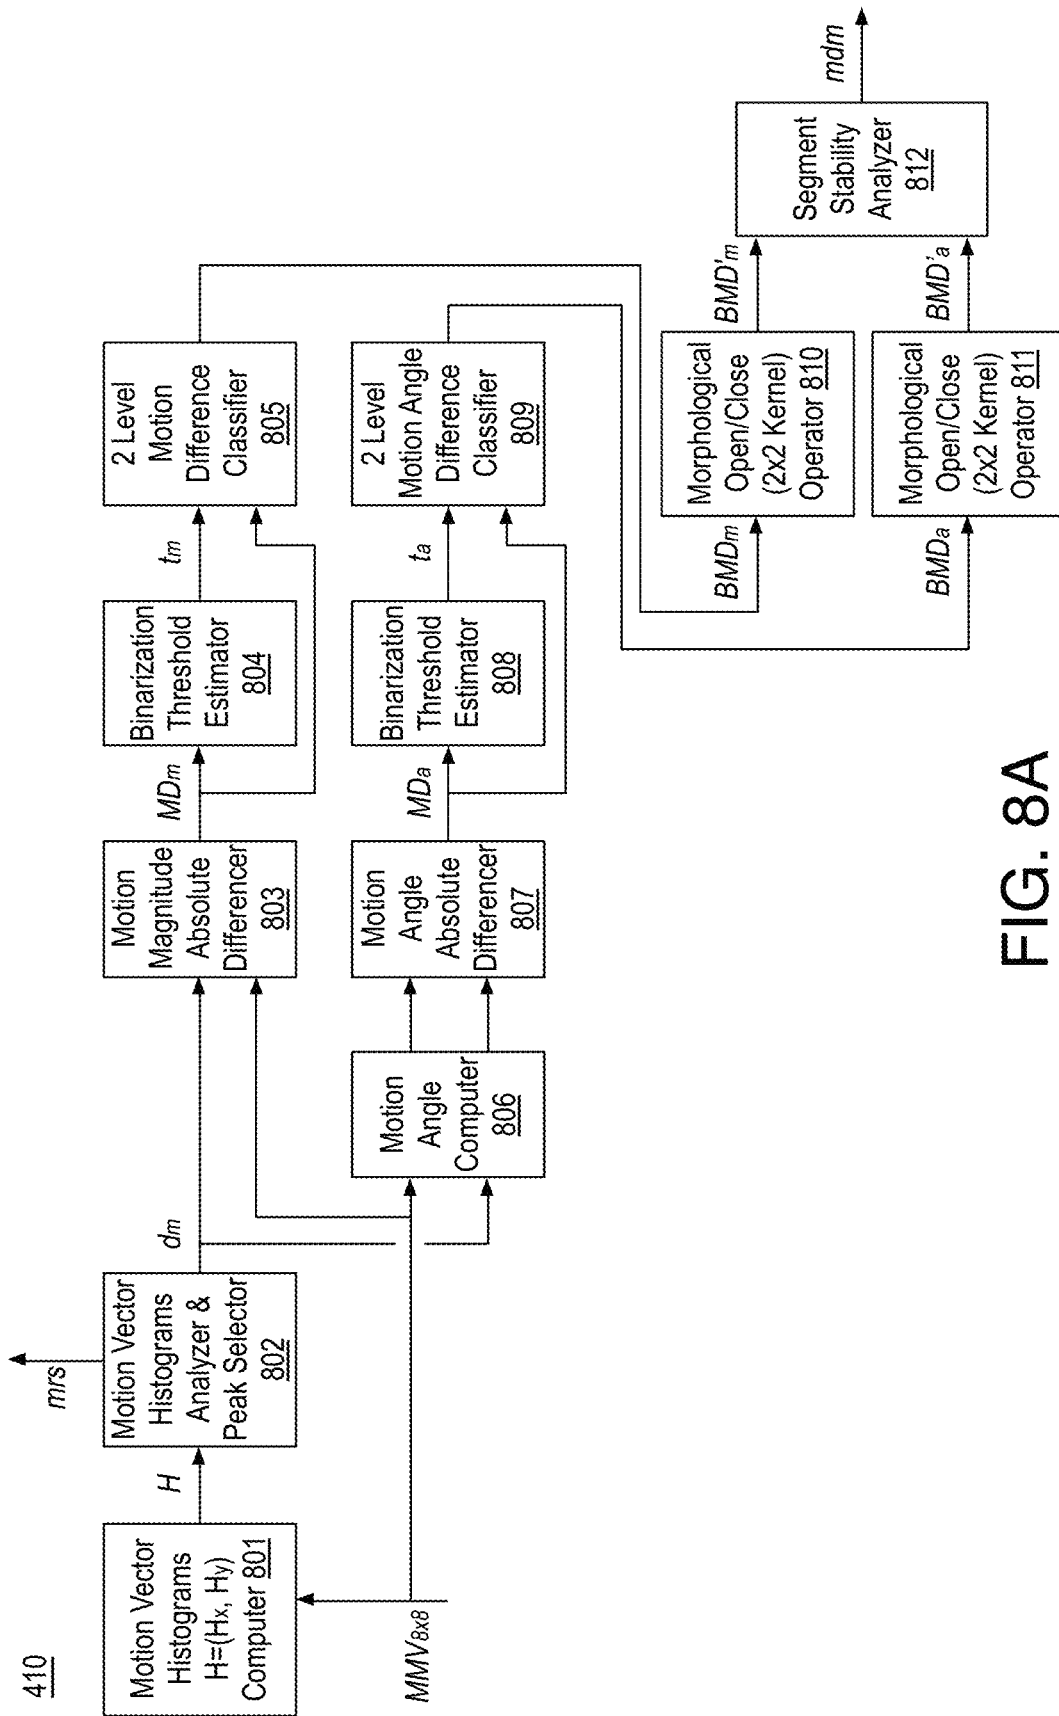 410
Motion Vector
Histograms
H=(Hx, Hy)
Computer 801
H
MMV8x8
mrs
Motion Vector
Histograms
Analyzer &
Peak Selector
802
dm
Motion
Magnitude
Absolute
Differencer
803
MDm
Binarization
Threshold
Estimator
804
tm
2 Level
Motion
Difference
Classifier
805
Motion
Angle
Computer
806
Motion
Angle
Absolute
Differencer
807
MDa
Binarization
Threshold
Estimator
808
ta
2 Level
Motion Angle
Difference
Classifier
809
BMDm
Morphological
Open/Close
(2x2 Kernel)
Operator 810
BMD'm
BMDa
Morphological
Open/Close
(2x2 Kernel)
Operator 811
BMD'a
Segment
Stability
Analyzer
812
mdm
FIG. 8A